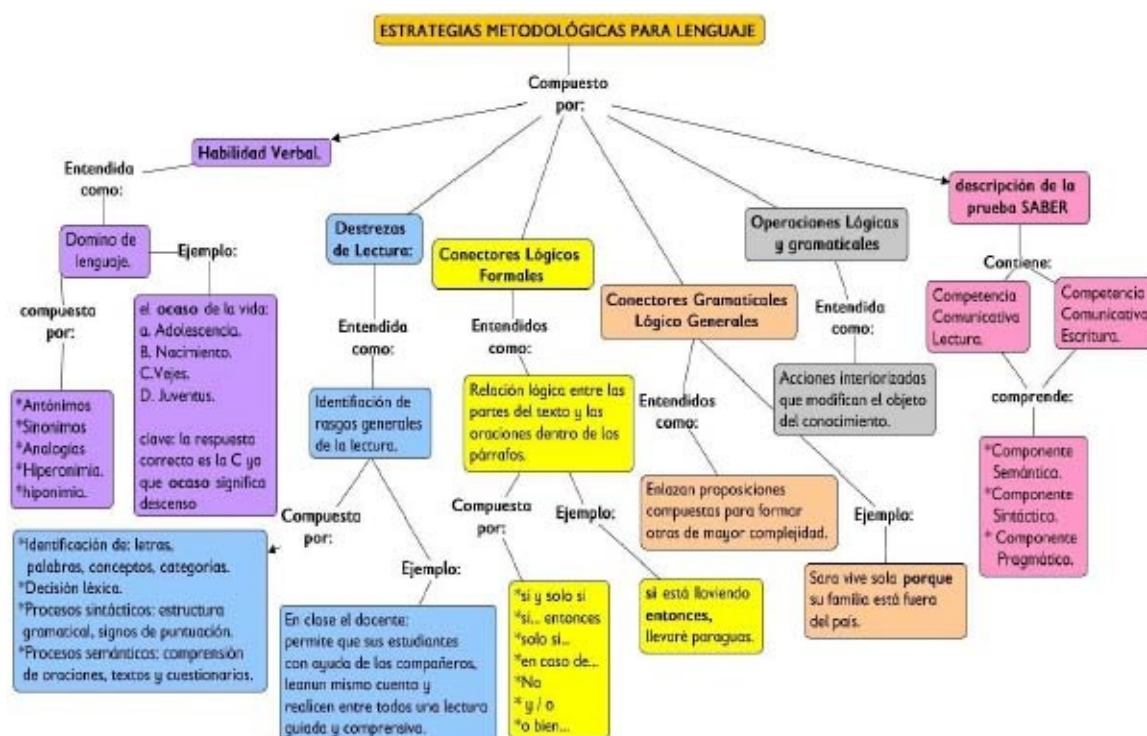 ESTRATEGIAS METODOLÓGICAS PARA LENGUAJE
Compuesto
por:
Habilidad Verbal.
Entendida
como:
Domino de
lenguaje.
Ejemplo:
compuesta
por:
*Antónimos
*Sinonimos
*Analogías
*Hiperonimia.
*hiponimia.
el ocaso de la vida:
a. Adolescencia.
B. Nacimiento.
C.Vejes.
D. Juventus.
clave: la respuesta
correcta es la C ya
que ocaso significa
descenso
Destrezas
de Lectura:
Entendida
como:
Identifiación de
rasgos generales
de la lectura.
Compuesta
por:
*Identificación de: letras,
palabras, conceptos, categorías.
*Decisión léxica.
*Procesos sintácticos: estructura
gramatical, signos de puntuación.
*Procesos semánticos: comprensión
de oraciones, textos y cuestionarios.
Ejemplo:
En clase el docente:
permite que sus estudiantes
con ayuda de los compañeros,
leanun mismo cuento y
realicen entre todos una lectura
guiada y comprensiva.
Conectores Lógicos
Formales
Entendidos
como:
Relación lógica entre las
partes del texto y las
oraciones dentro de los
párrafos.
Compuesta
por:
*si y solo si
*si... entonces
*solo si...
*en caso de...
*No
* y / o
*o bien...
Ejemplo:
si está lloviendo
entonces,
llevaré paraguas.
Conectores Gramaticales
Lógico Generales
Entendidos
como:
Enlazan proposiciones
compuestas para formar
otras de mayor complejidad.
Ejemplo:
Sara vive sola porque
su familia está fuera
del país.
Operaciones Lógicas
y gramaticales
Entendida
como:
Acciones interiorizadas
que modifican el objeto
del conocimiento.
descripción de la
prueba SABER
Contiene:
Competencia
Comunicativa
Lectura.
Competencia
Comunicativa
Escritura.
comprende:
*Componente
Semántica.
*Componente
Sintáctico.
* Componente
Pragmático.